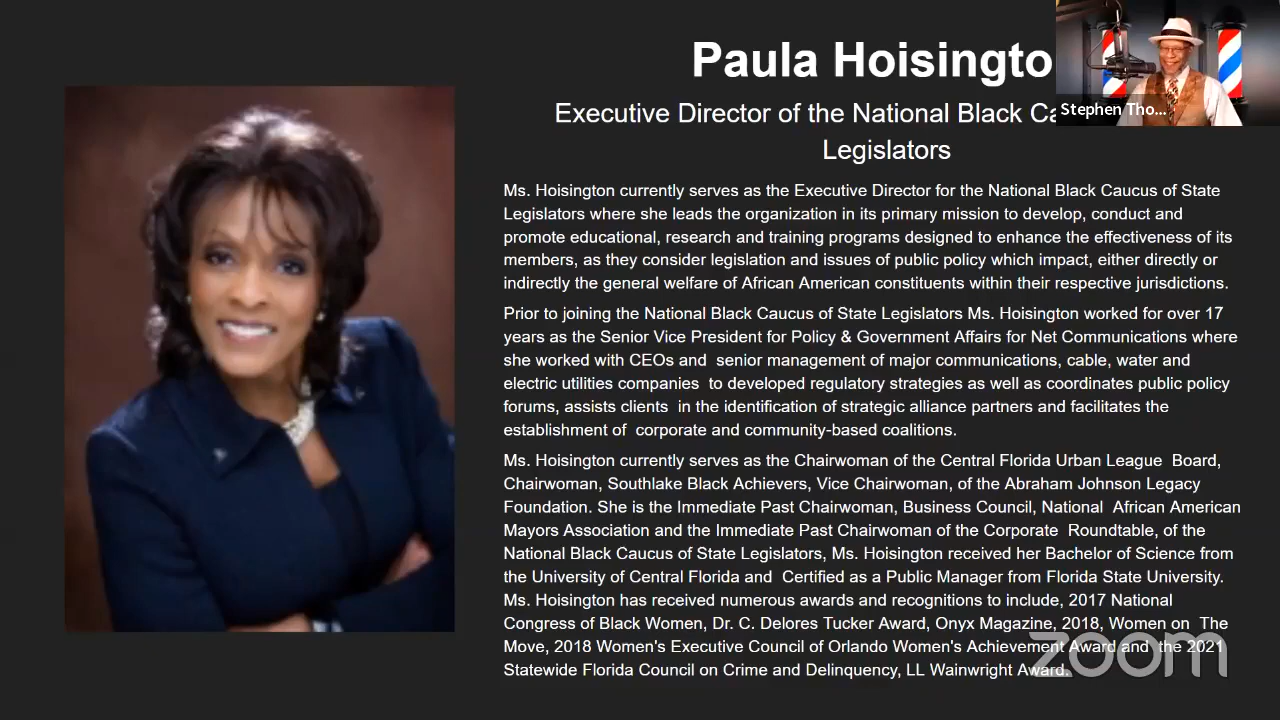 Paula Hoisingto
Stephen Tho...
Executive Director of the National Black Ca
Legislators
Ms. Hoisington currently serves as the Executive Director for the National Black Caucus of State
Legislators where she leads the organization in its primary mission to develop, conduct and
promote educational, research and training programs designed to enhance the effectiveness of its
members, as they consider legislation and issues of public policy which impact, either directly or
indirectly the general welfare of African American constituents within their respective jurisdictions.
Prior to joining the National Black Caucus of State Legislators Ms. Hoisington worked for over 17
years as the Senior Vice President for Policy & Government Affairs for Net Communications where
she worked with CEOs and senior management of major communications, cable, water and
electric utilities companies to developed regulatory strategies as well as coordinates public policy
forums, assists clients in the identification of strategic alliance partners and facilitates the
establishment of corporate and community-based coalitions.
Ms. Hoisington currently serves as the Chairwoman of the Central Florida Urban League Board,
Chairwoman, Southlake Black Achievers, Vice Chairwoman, of the Abraham Johnson Legacy
Foundation. She is the Immediate Past Chairwoman, Business Council, National African American
Mayors Association and the Immediate Past Chairwoman of the Corporate Roundtable, of the
National Black Caucus of State Legislators, Ms. Hoisington received her Bachelor of Science from
the University of Central Florida and Certified as a Public Manager from Florida State University.
Ms. Hoisington has received numerous awards and recognitions to include, 2017 National
Congress of Black Women, Dr. C. Delores Tucker Award, Onyx Magazine, 2018, Women on The
Move, 2018 Women's Executive Council of Orlando Women's Achievement Award and the 2021
Statewide Florida Council on Crime and Delinquency, LL Wainwright Award.
zoom